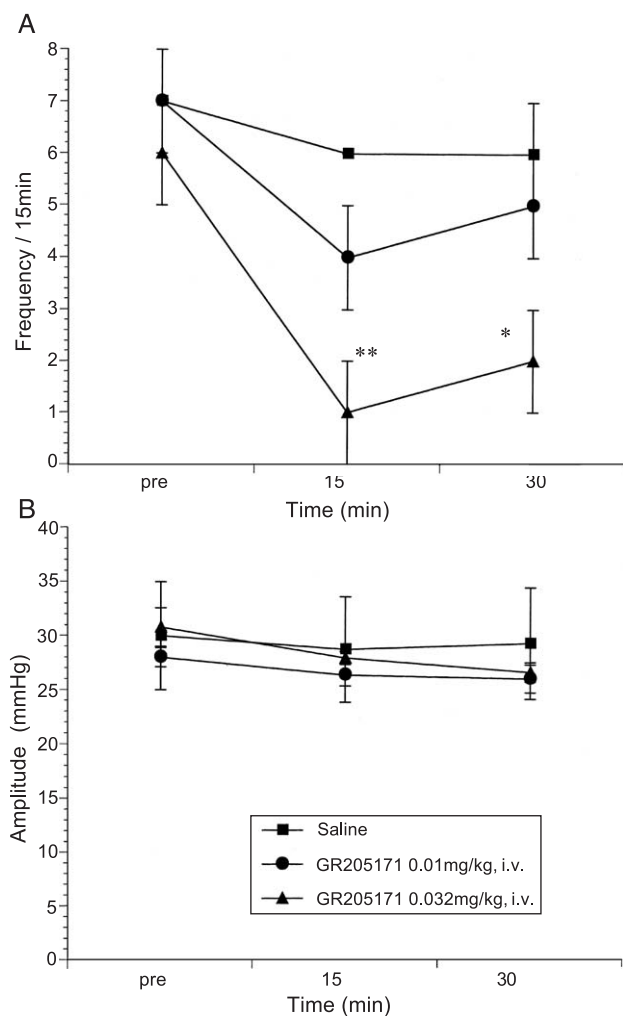 A
8
7
6
5
4
3
2
1
0
Frequency / 15min
**
*
pre 15 30
Time (min)
B
40
35
30
25
20
15
10
5
0
Amplitude (mmHg)
Saline
GR205171 0.01mg/kg, i.v.
GR205171 0.032mg/kg, i.v.
pre 15 30
Time (min)